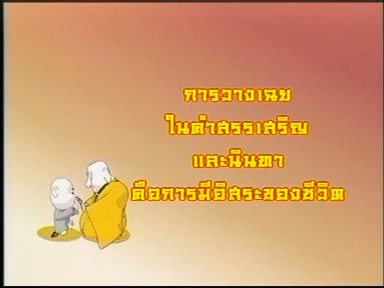 การวางเฉย
ในคำสรรเสริญ
และนินทา
คือการมีอิสระของชีวิต